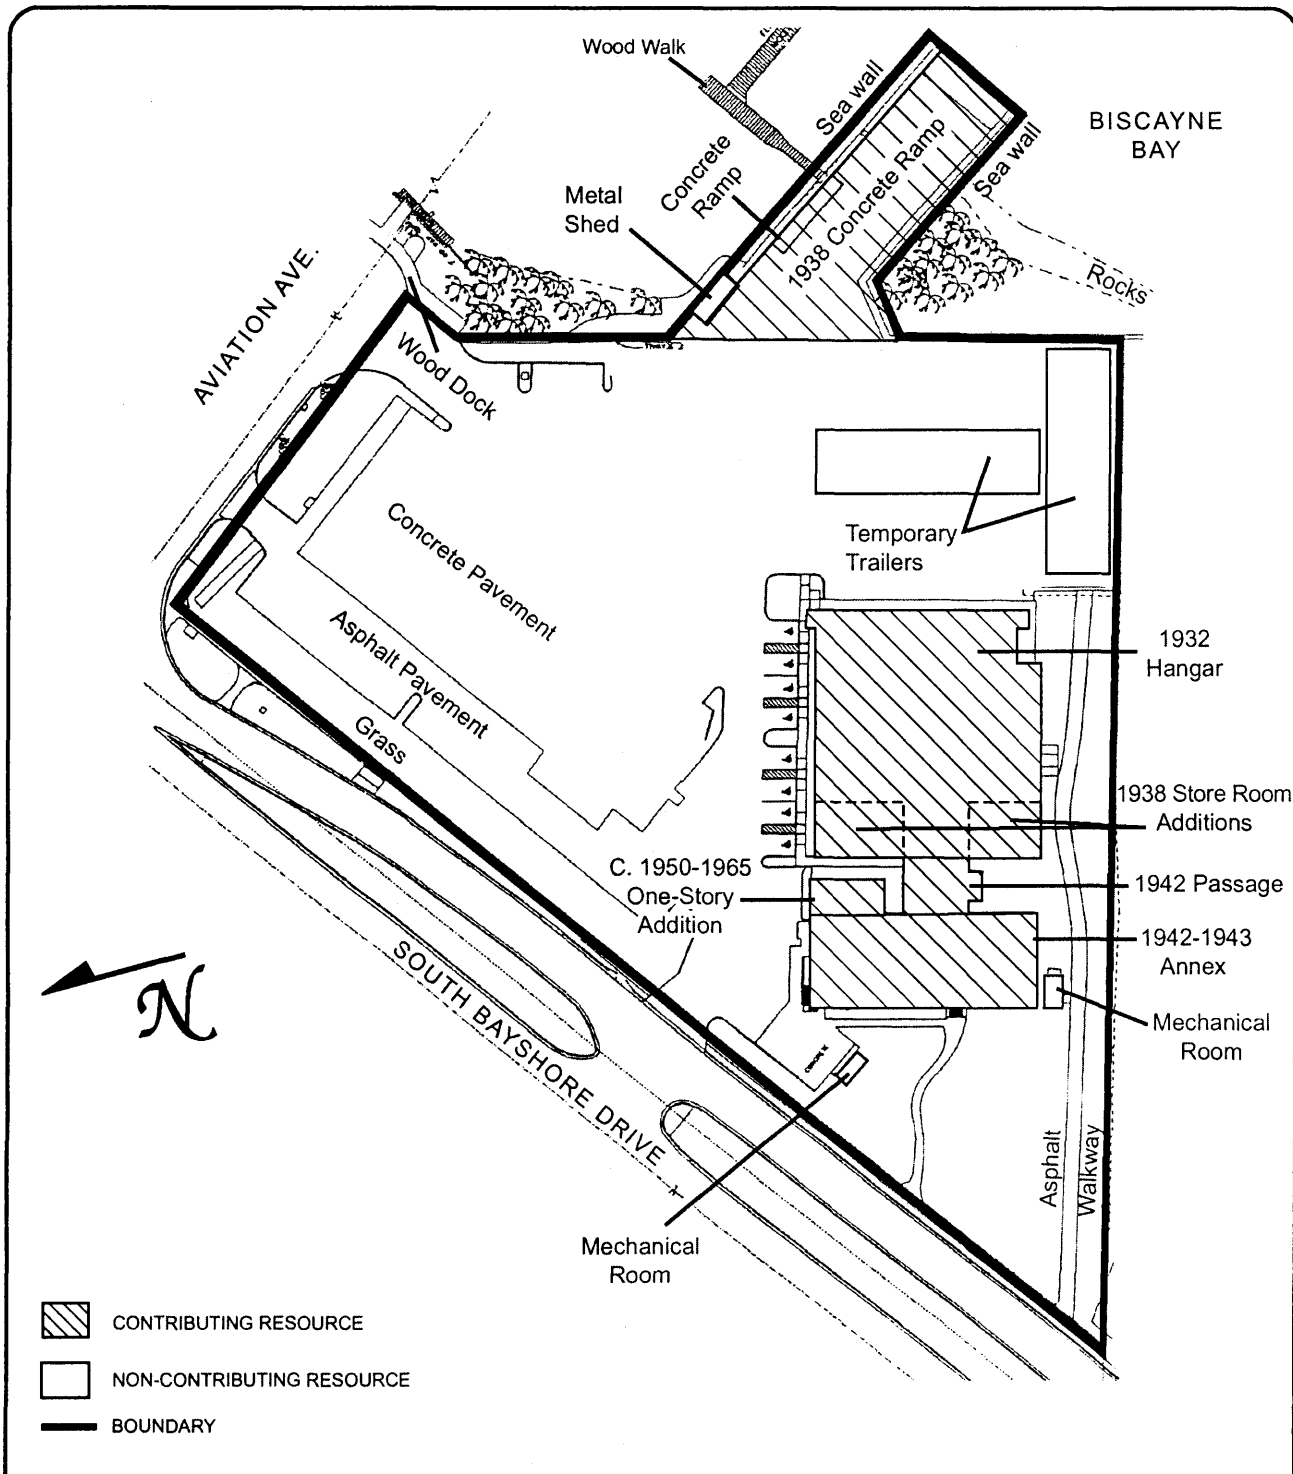 Wood Walk
Sea wall
BISCAYNE
BAY
Concrete
Ramp
1938 Concrete Ramp
Sea wall
Metal
Shed
Rocks
AVIATION AVE.
Wood Dock
Temporary
Trailers
Concrete Pavement
Asphalt Pavement
Grass
1932
Hangar
1938 Store Room
Additions
C. 1950-1965
One-Story
Addition
1942 Passage
1942-1943
Annex
N
SOUTH BAYSHORE DRIVE
Mechanical
Room
Asphalt
Walkway
Mechanical
Room
CONTRIBUTING RESOURCE
NON-CONTRIBUTING RESOURCE
BOUNDARY